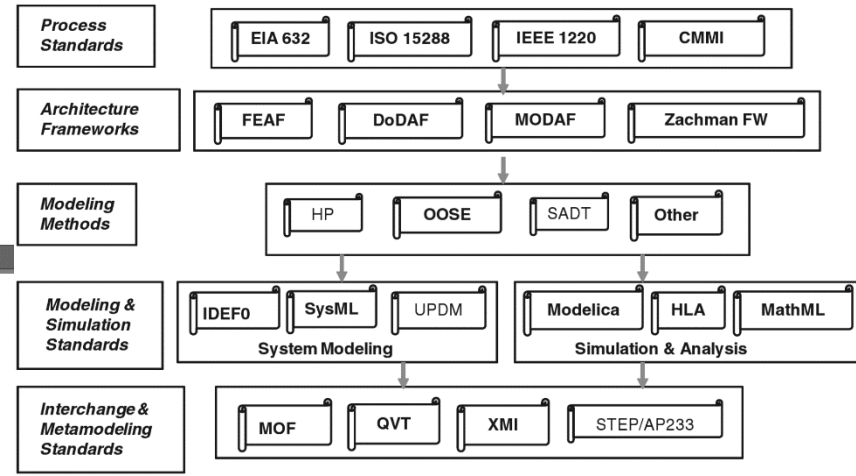 Process
Standards
EIA 632
ISO 15288
IEEE 1220
CMMI
Architecture
Frameworks
FEAF
DoDAF
MODAF
Zachman FW
Modeling
Methods
HP
OOSE
SADT
Other
Modeling &
Simulation
Standards
IDEF0
SysML
UPDM
System Modeling
Modelica
HLA
MathML
Simulation & Analysis
Interchange &
Metamodeling
Standards
MOF
QVT
XMI
STEP/AP233